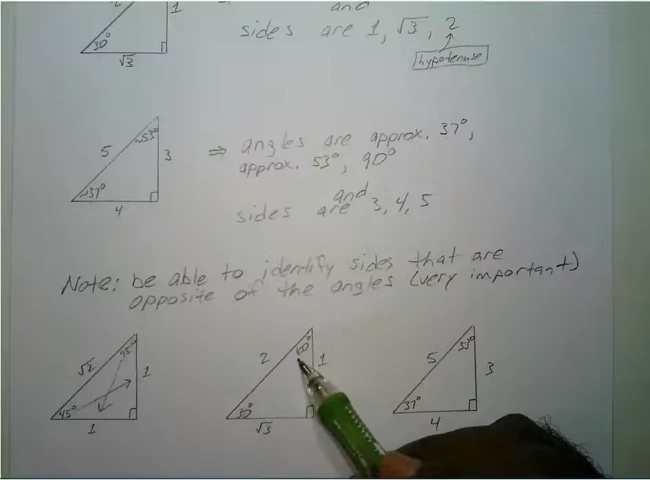 1
and
30°
√3
sides are 1, √3, 2
hypotenuse
≈53°
5
3
≈37°
4
⇒ angles are approx. 37°,
approx. 53°, 90°
and
sides are 3, 4, 5
Note: be able to identify sides that are
opposite of the angles (very important)
√2
45°
1
45°
1
2
60°
1
30°
√3
5
53°
3
37°
4